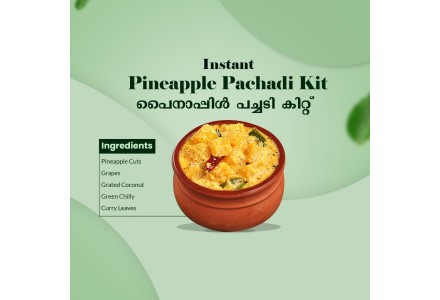 Instant
Pineapple Pachadi Kit
പൈനാപ്പിൾ പച്ചടി കിറ്റ്
Ingredients
Pineapple Cuts
Grapes
Grated Coconut
Green Chilly
Curry Leaves